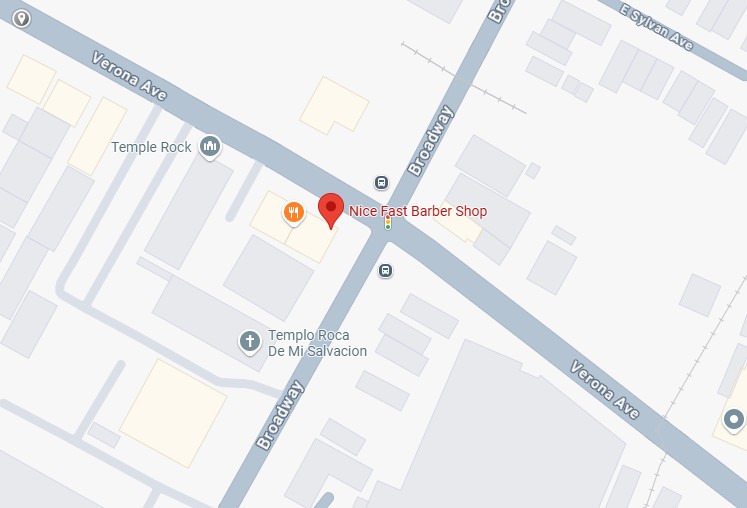 Bro
E Sylvan Ave
Verona Ave
Broadway
Temple Rock
Nice Fast Barber Shop
Templo Roca
De Mi Salvacion
Verona Ave
Broadway